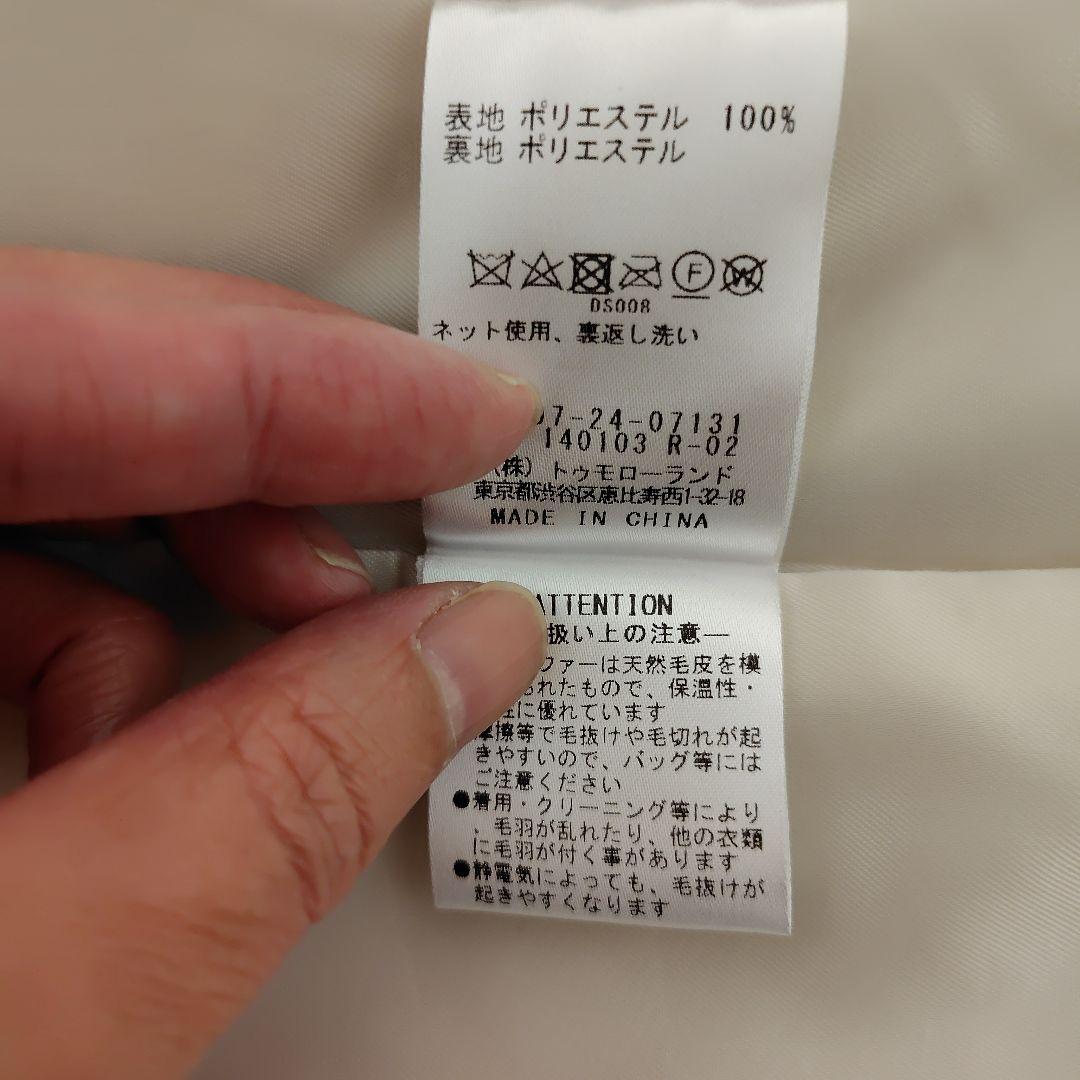 表地 ポリエステル 100%
裏地 ポリエステル
F W
DS008
ネット使用、裏返し洗い
07-24-07131
140103 R-02
(株) トゥモローランド
東京都渋谷区恵比寿西1-32-18
MADE IN CHINA
ATTENTION
扱い上の注意―
ファーは天然毛皮を模
られたもので、保温性・
性に優れています
摩擦等で毛抜けや毛切れが起
きやすいので、バッグ等には
ご注意ください
●着用・クリーニング等により
、毛羽が乱れたり、他の衣類
に毛羽が付く事があります
●静電気によっても、毛抜けが
起きやすくなります